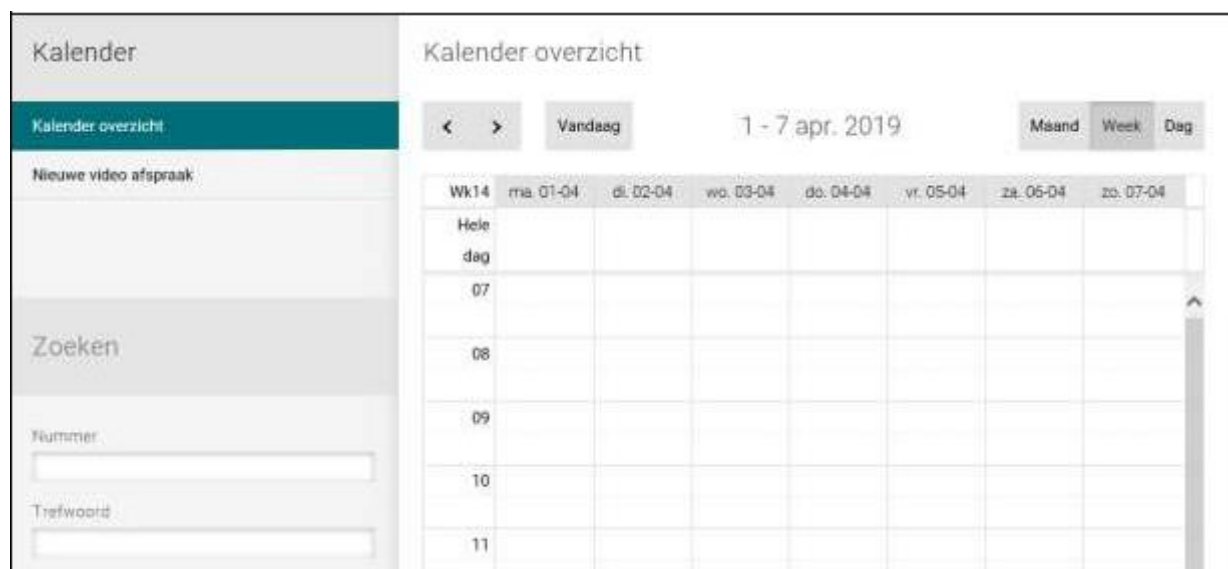 Kalender
Kalender overzicht
Nieuwe video afspraak
Zoeken
Nummer
Trefwoord
Kalender overzicht
Vandaag 1 - 7 apr. 2019 Maand Week Dag
Wk14 ma. 01-04 di. 02-04 wo. 03-04 do. 04-04 vr. 05-04 za. 06-04 zo. 07-04
Hele
dag
07
08
09
10
11